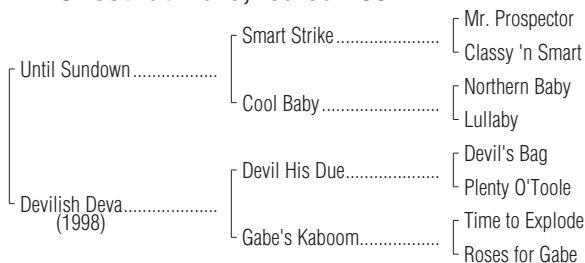 Mr. Prospector
Smart Strike
Classy 'n Smart
Until Sundown
Northern Baby
Cool Baby
Lullaby
Devil's Bag
Devil His Due
Plenty O'Toole
Devilish Deva
(1998)
Time to Explode
Gabe's Kaboom
Roses for Gabe